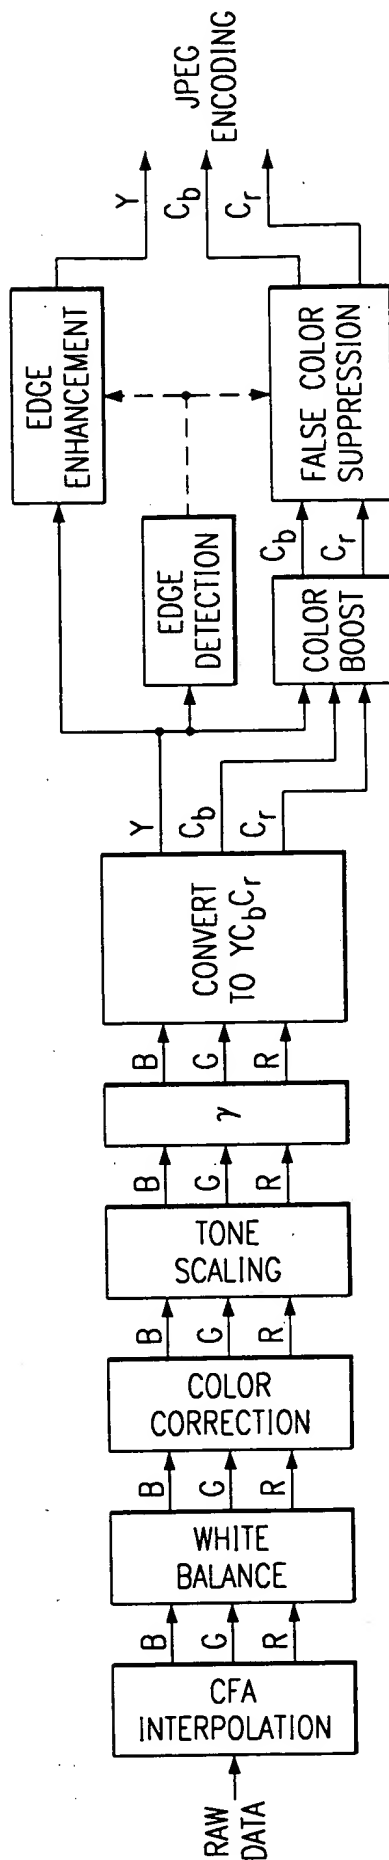 RAW
DATA
CFA
INTERPOLATION
B
G
R
WHITE
BALANCE
B
G
R
COLOR
CORRECTION
B
G
R
TONE
SCALING
B
G
R
γ
B
G
R
CONVERT
TO YCbCr
Y
Cb
Cr
EDGE
DETECTION
COLOR
BOOST
Cb
Cr
EDGE
ENHANCEMENT
FALSE COLOR
SUPPRESSION
Y
Cb
Cr
JPEG
ENCODING